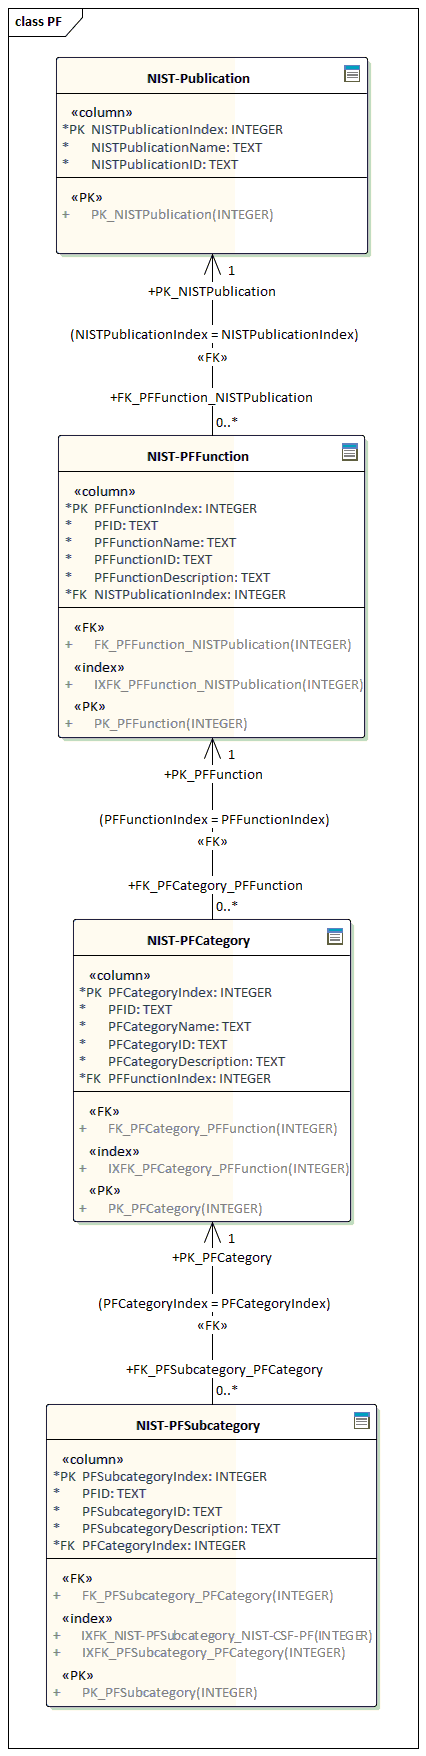 class PF
NIST-Publication
«column»
*PK NISTPublicationIndex: INTEGER
* NISTPublicationName: TEXT
* NISTPublicationID: TEXT
«PK»
+ PK_NISTPublication(INTEGER)
1
+PK_NISTPublication
(NISTPublicationIndex = NISTPublicationIndex)
«FK»
+FK_PFFunction_NISTPublication
0..*
NIST-PFFunction
«column»
*PK PFFunctionIndex: INTEGER
* PFID: TEXT
* PFFunctionName: TEXT
* PFFunctionID: TEXT
* PFFunctionDescription: TEXT
*FK NISTPublicationIndex: INTEGER
«FK»
+ FK_PFFunction_NISTPublication(INTEGER)
«index»
+ IXFK_PFFunction_NISTPublication(INTEGER)
«PK»
+ PK_PFFunction(INTEGER)
1
+PK_PFFunction
(PFFunctionIndex = PFFunctionIndex)
«FK»
+FK_PFCategory_PFFunction
0..*
NIST-PFCategory
«column»
*PK PFCategoryIndex: INTEGER
* PFID: TEXT
* PFCategoryName: TEXT
* PFCategoryID: TEXT
* PFCategoryDescription: TEXT
*FK PFFunctionIndex: INTEGER
«FK»
+ FK_PFCategory_PFFunction(INTEGER)
«index»
+ IXFK_PFCategory_PFFunction(INTEGER)
«PK»
+ PK_PFCategory(INTEGER)
1
+PK_PFCategory
(PFCategoryIndex = PFCategoryIndex)
«FK»
+FK_PFSubcategory_PFCategory
0..*
NIST-PFSubcategory
«column»
*PK PFSubcategoryIndex: INTEGER
* PFID: TEXT
* PFSubcategoryID: TEXT
* PFSubcategoryDescription: TEXT
*FK PFCategoryIndex: INTEGER
«FK»
+ FK_PFSubcategory_PFCategory(INTEGER)
«index»
+ IXFK_NIST-PFSubcategory_NIST-CSF-PF(INTEGER)
+ IXFK_PFSubcategory_PFCategory(INTEGER)
«PK»
+ PK_PFSubcategory(INTEGER)